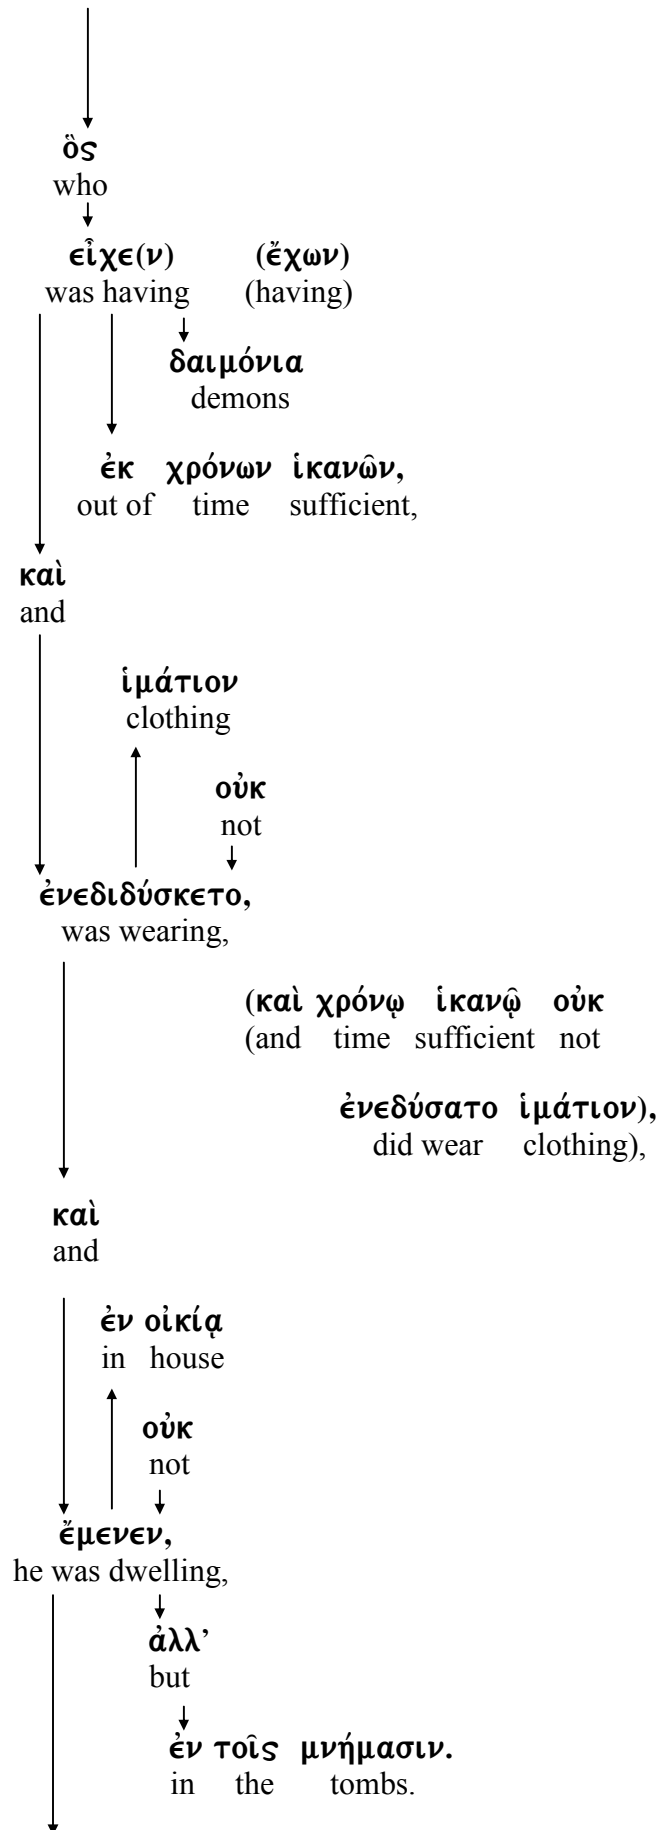 ὃς
who
εἶχε(ν) (ἔχων)
was having (having)
δαιμόνια
demons
ἐκ χρόνων ἱκανῶν,
out of time sufficient,
καὶ
and
ἱμάτιον
clothing
οὐκ
not
ἐνεδιδύσκετο,
was wearing,
(καὶ χρόνῳ ἱκανῷ οὐκ
(and time sufficient not
ἐνεδύσατο ἱμάτιον),
did wear clothing),
καὶ
and
ἐν οἰκίᾳ
in house
οὐκ
not
ἔμενεν,
he was dwelling,
ἀλλ’
but
ἐν τοῖς μνήμασιν.
in the tombs.